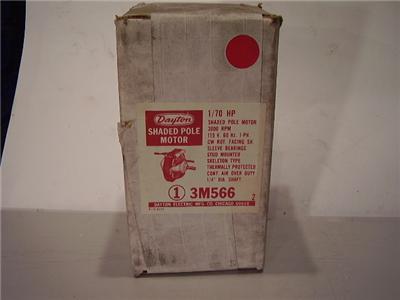 Dayton
SHADED POLE
MOTOR
1/70 HP
SHADED POLE MOTOR
3000 RPM
115 V. 60 Hz. 1-PH
CW ROT. FACING SH.
SLEEVE BEARINGS
STUD MOUNTED
SKELETON TYPE
THERMALLY PROTECTED
CONT. AIR OVER DUTY
1/4" DIA. SHAFT
1 3M566 2
DAYTON ELECTRIC MFG. CO. CHICAGO 60648